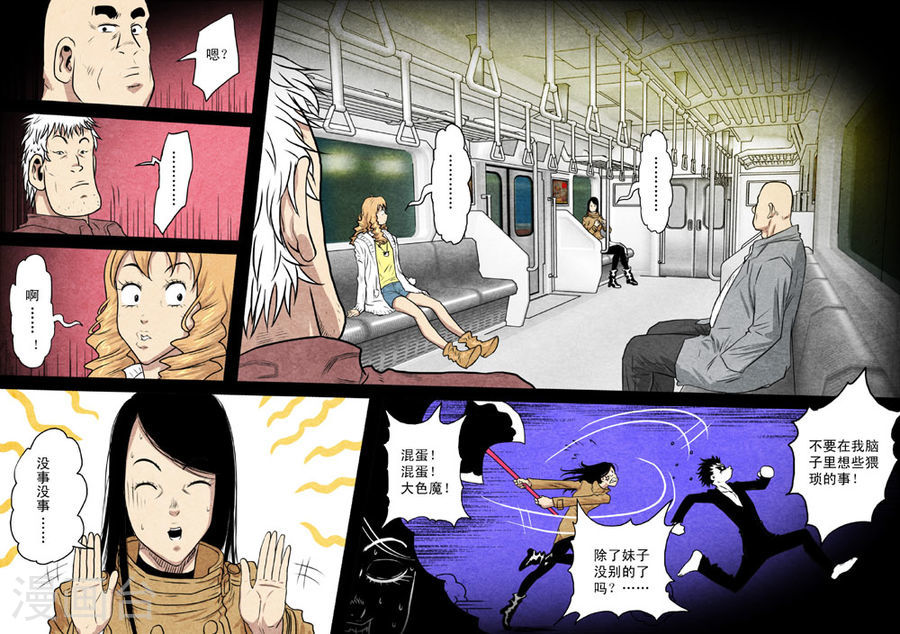 嗯？
………
啊
……！
………
………
没事没事
……
混蛋！
混蛋！
大色魔！
除了妹子
没别的了
吗？……
不要在我脑
子里想些猥
琐的事！
漫画台